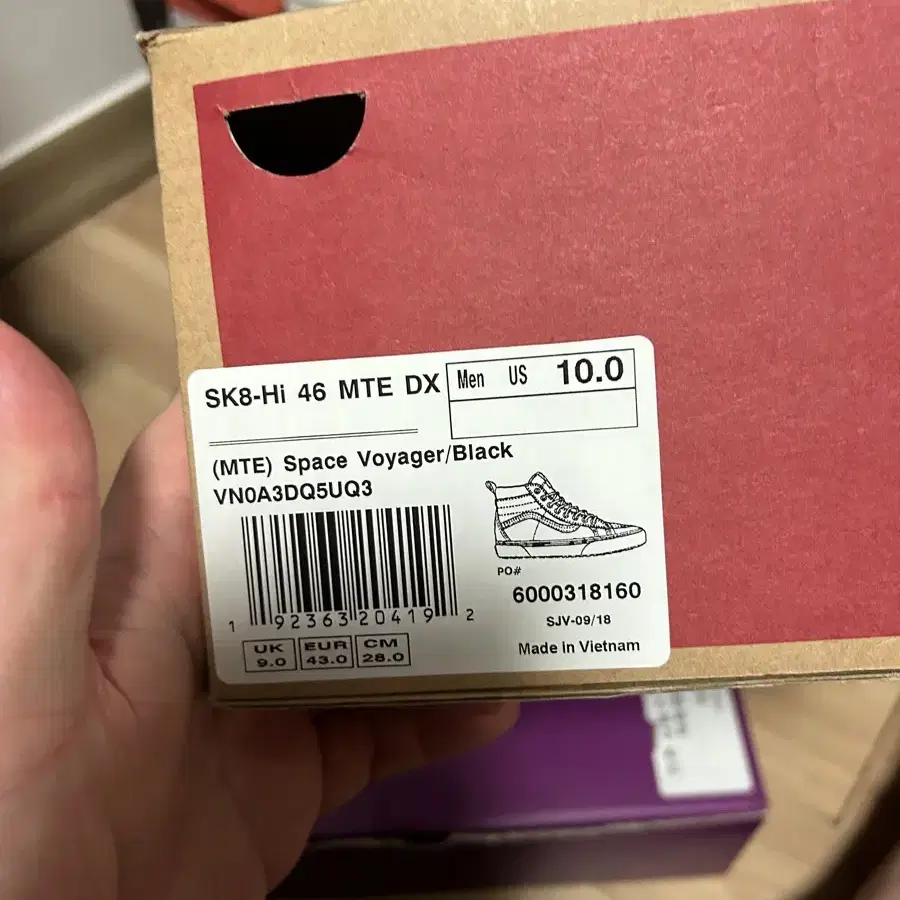 SK8-Hi 46 MTE DX
Men US 10.0
(MTE) Space Voyager/Black
VN0A3DQ5UQ3
PO#
6000318160
SJV-09/18
Made in Vietnam
1 92363 20419 2
UK 9.0
EUR 43.0
CM 28.0